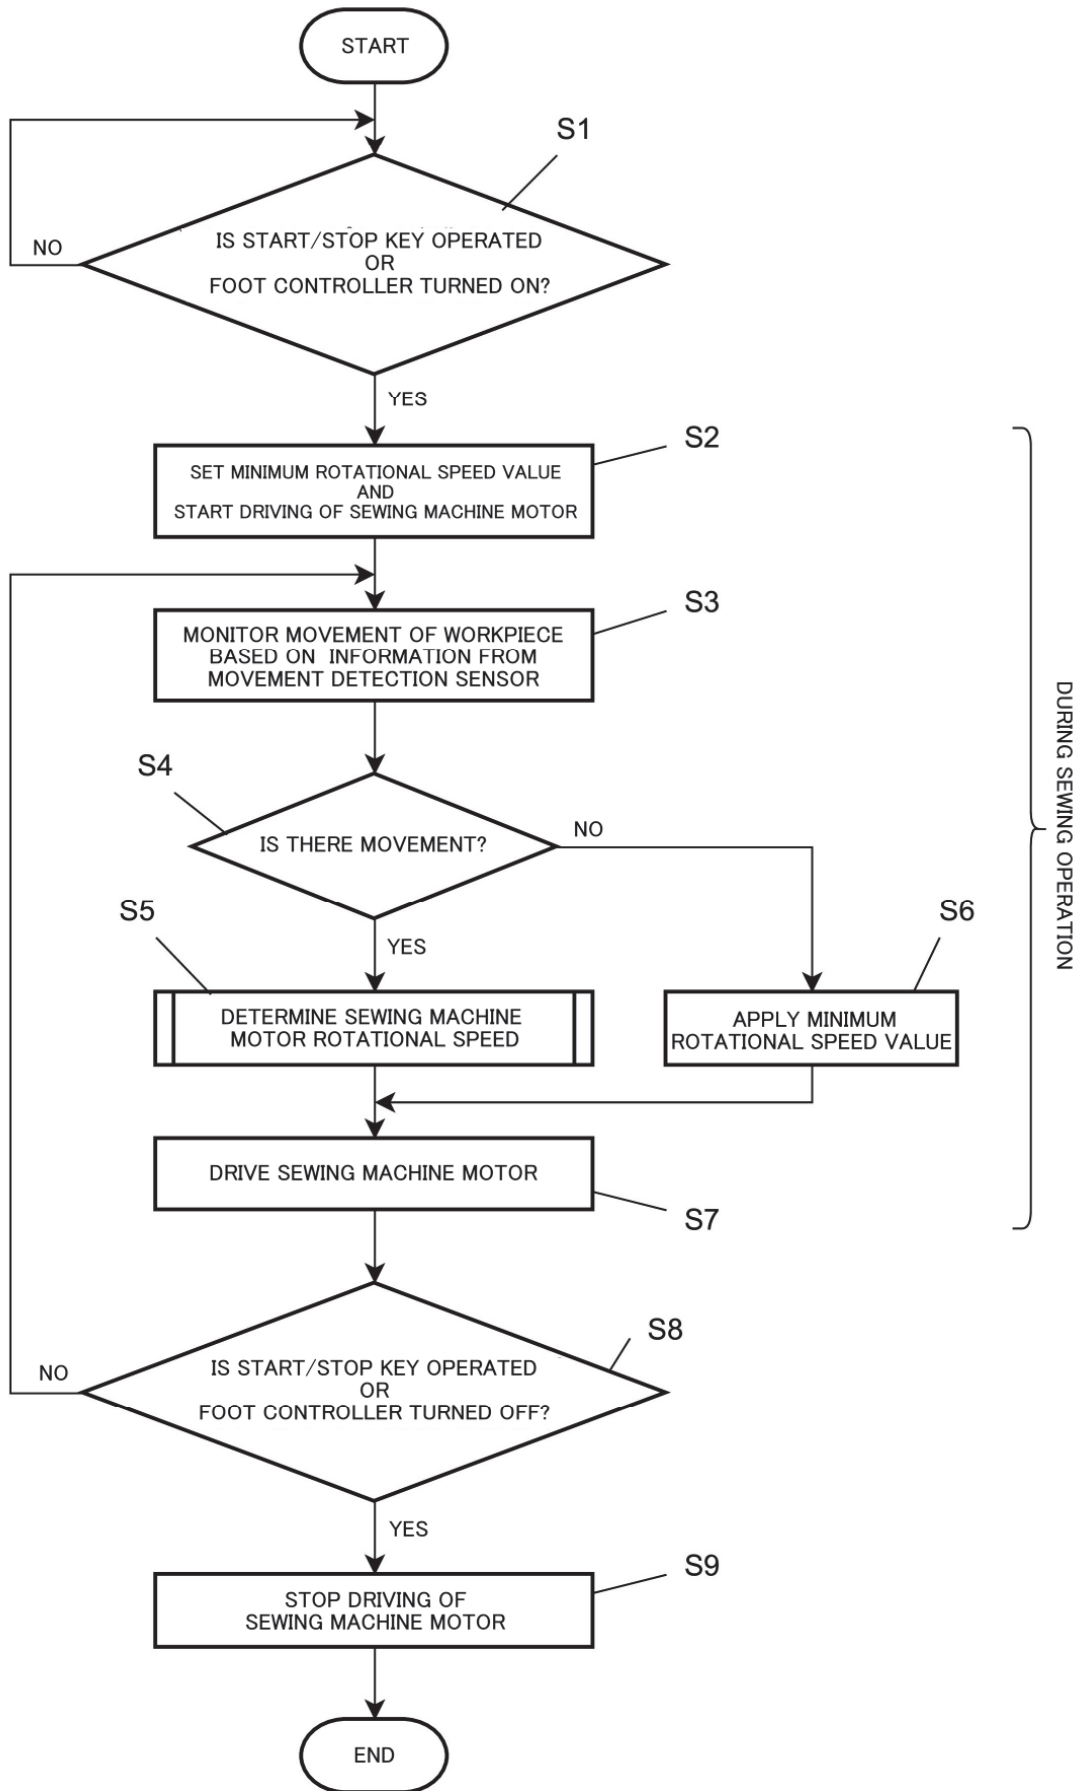 START
S1
IS START/STOP KEY OPERATED
OR
FOOT CONTROLLER TURNED ON?
NO
YES
S2
SET MINIMUM ROTATIONAL SPEED VALUE
AND
START DRIVING OF SEWING MACHINE MOTOR
S3
MONITOR MOVEMENT OF WORKPIECE
BASED ON INFORMATION FROM
MOVEMENT DETECTION SENSOR
S4
IS THERE MOVEMENT?
NO
YES
S5
DETERMINE SEWING MACHINE
MOTOR ROTATIONAL SPEED
S6
APPLY MINIMUM
ROTATIONAL SPEED VALUE
DRIVE SEWING MACHINE MOTOR
S7
DURING SEWING OPERATION
S8
IS START/STOP KEY OPERATED
OR
FOOT CONTROLLER TURNED OFF?
NO
YES
S9
STOP DRIVING OF
SEWING MACHINE MOTOR
END